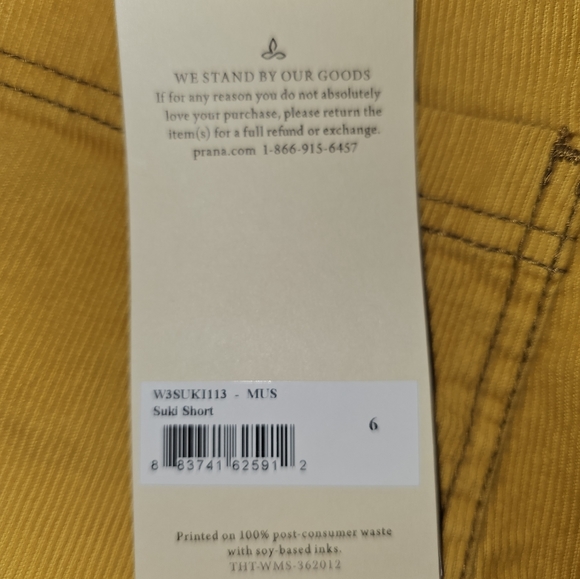 WE STAND BY OUR GOODS
If for any reason you do not absolutely
love your purchase, please return the
item(s) for a full refund or exchange.
prana.com 1-866-915-6457
W3SUKI113 - MUS
Suki Short
6
8 83741 62591 2
Printed on 100% post-consumer waste
with soy-based inks.
THT-WMS-362012